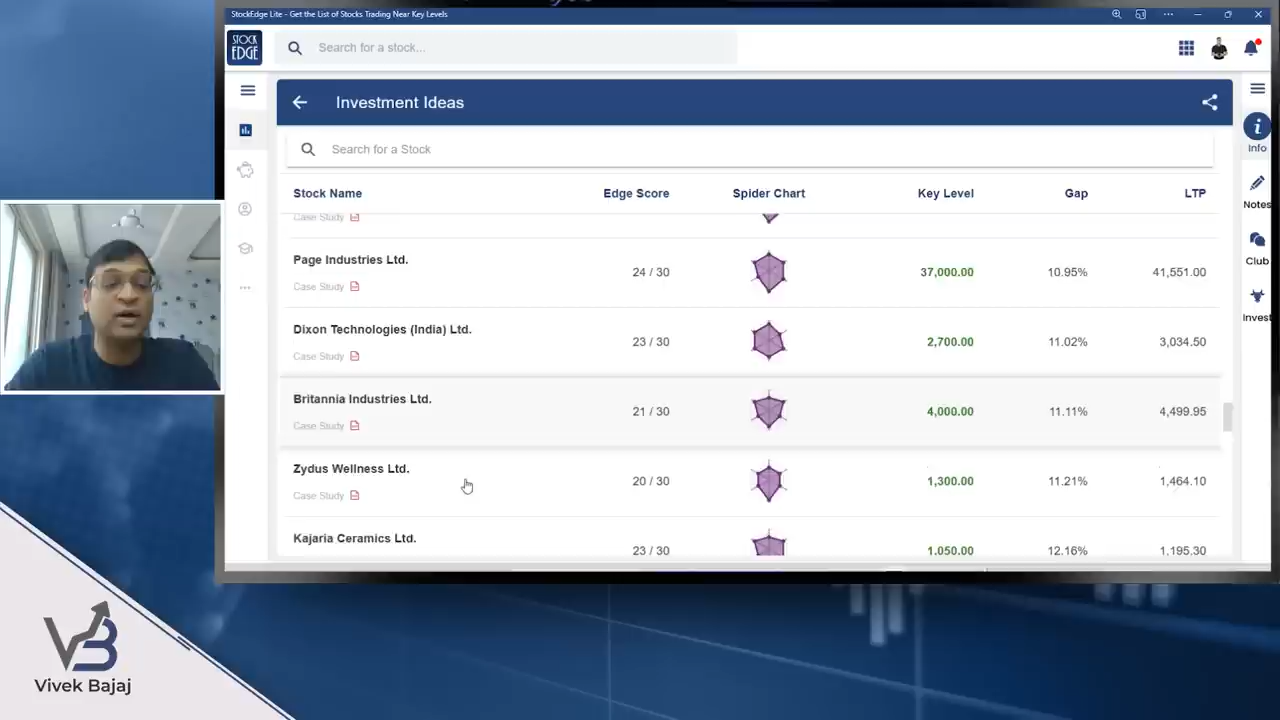 StockEdge Lite - Get the List of Stocks Trading Near Key Levels
STOCK EDGE
Search for a stock...
Investment Ideas
Search for a Stock
Stock Name Edge Score Spider Chart Key Level Gap LTP
Case Study
Page Industries Ltd.
24 / 30 37,000.00 10.95% 41,551.00
Case Study
Dixon Technologies (India) Ltd.
23 / 30 2,700.00 11.02% 3,034.50
Case Study
Britannia Industries Ltd.
21 / 30 4,000.00 11.11% 4,499.95
Case Study
Zydus Wellness Ltd.
20 / 30 1,300.00 11.21% 1,464.10
Case Study
Kajaria Ceramics Ltd.
23 / 30 1,050.00 12.16% 1,195.30
Info
Notes
Club
Invest
VB
Vivek Bajaj